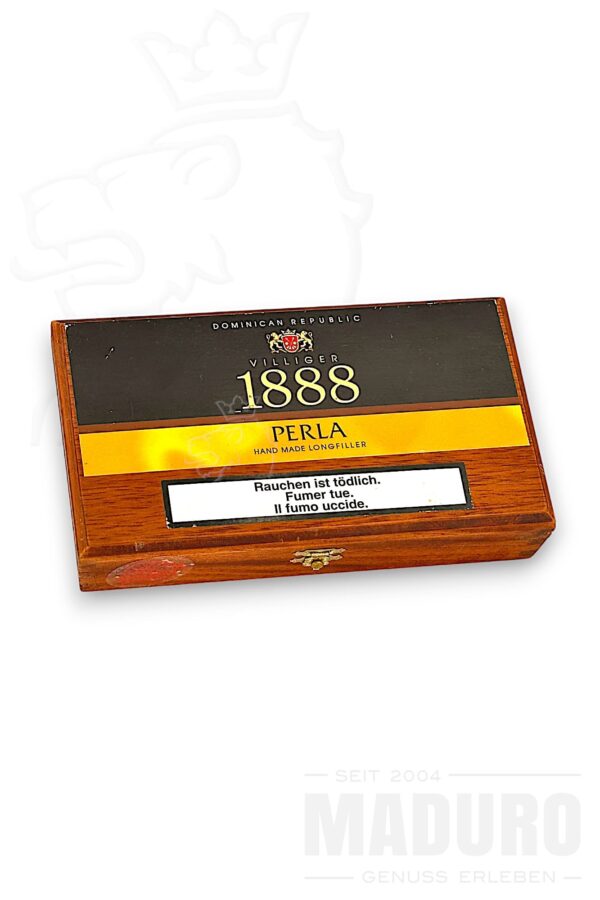 DOMINICAN REPUBLIC
VILLIGER
1888
PERLA
HAND MADE LONGFILLER
Rauchen ist tödlich.
Fumer tue.
Il fumo uccide.
SEIT 2004
MADURO
GENUSS ERLEBEN